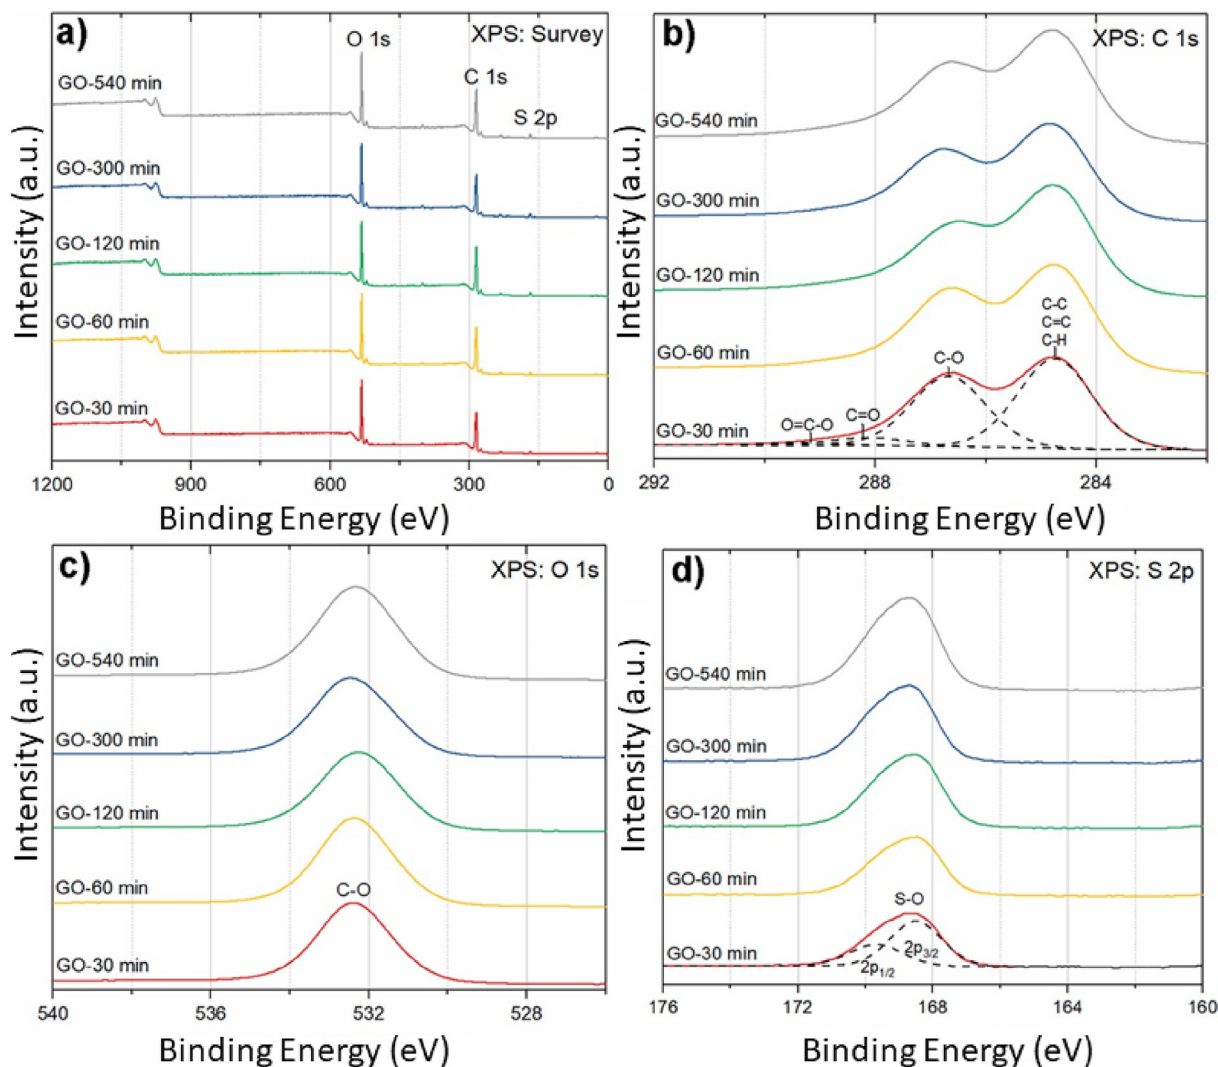 a)
XPS: Survey
O 1s
C 1s
S 2p
GO-540 min
GO-300 min
GO-120 min
GO-60 min
GO-30 min
Intensity (a.u.)
1200 900 600 300 0
Binding Energy (eV)
b)
XPS: C 1s
GO-540 min
GO-300 min
GO-120 min
GO-60 min
C-C
C=C
C-H
C-O
C=O
O=C-O
GO-30 min
Intensity (a.u.)
292 288 284
Binding Energy (eV)
c)
XPS: O 1s
GO-540 min
GO-300 min
GO-120 min
GO-60 min
C-O
GO-30 min
Intensity (a.u.)
540 536 532 528
Binding Energy (eV)
d)
XPS: S 2p
GO-540 min
GO-300 min
GO-120 min
GO-60 min
S-O
GO-30 min
2p3/2
2p1/2
Intensity (a.u.)
176 172 168 164 160
Binding Energy (eV)